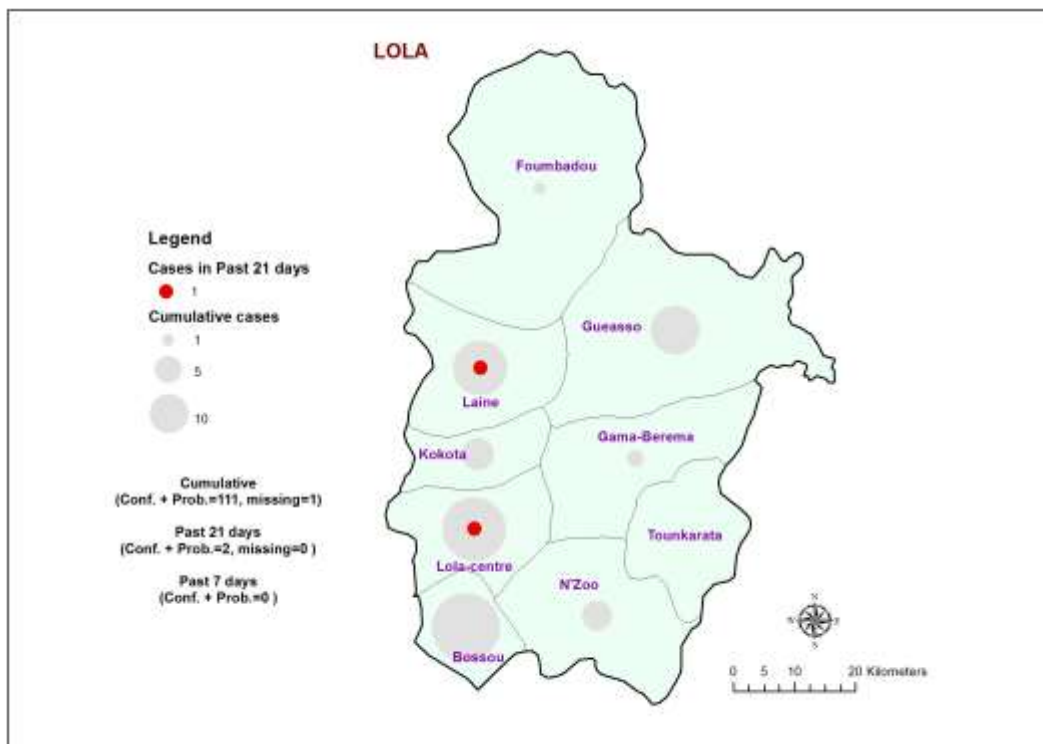 LOLA
Foumbadou
Legend
Cases in Past 21 days
1
Cumulative cases
1
5
10
Gueasso
Laine
Gama-Berema
Kokota
Cumulative
(Conf. + Prob.=111, missing=1)
Past 21 days
(Conf. + Prob.=2, missing=0 )
Past 7 days
(Conf. + Prob.=0 )
Tounkarata
Lola-centre
N'Zoo
Bossou
N
S
0 5 10 20 Kilometers